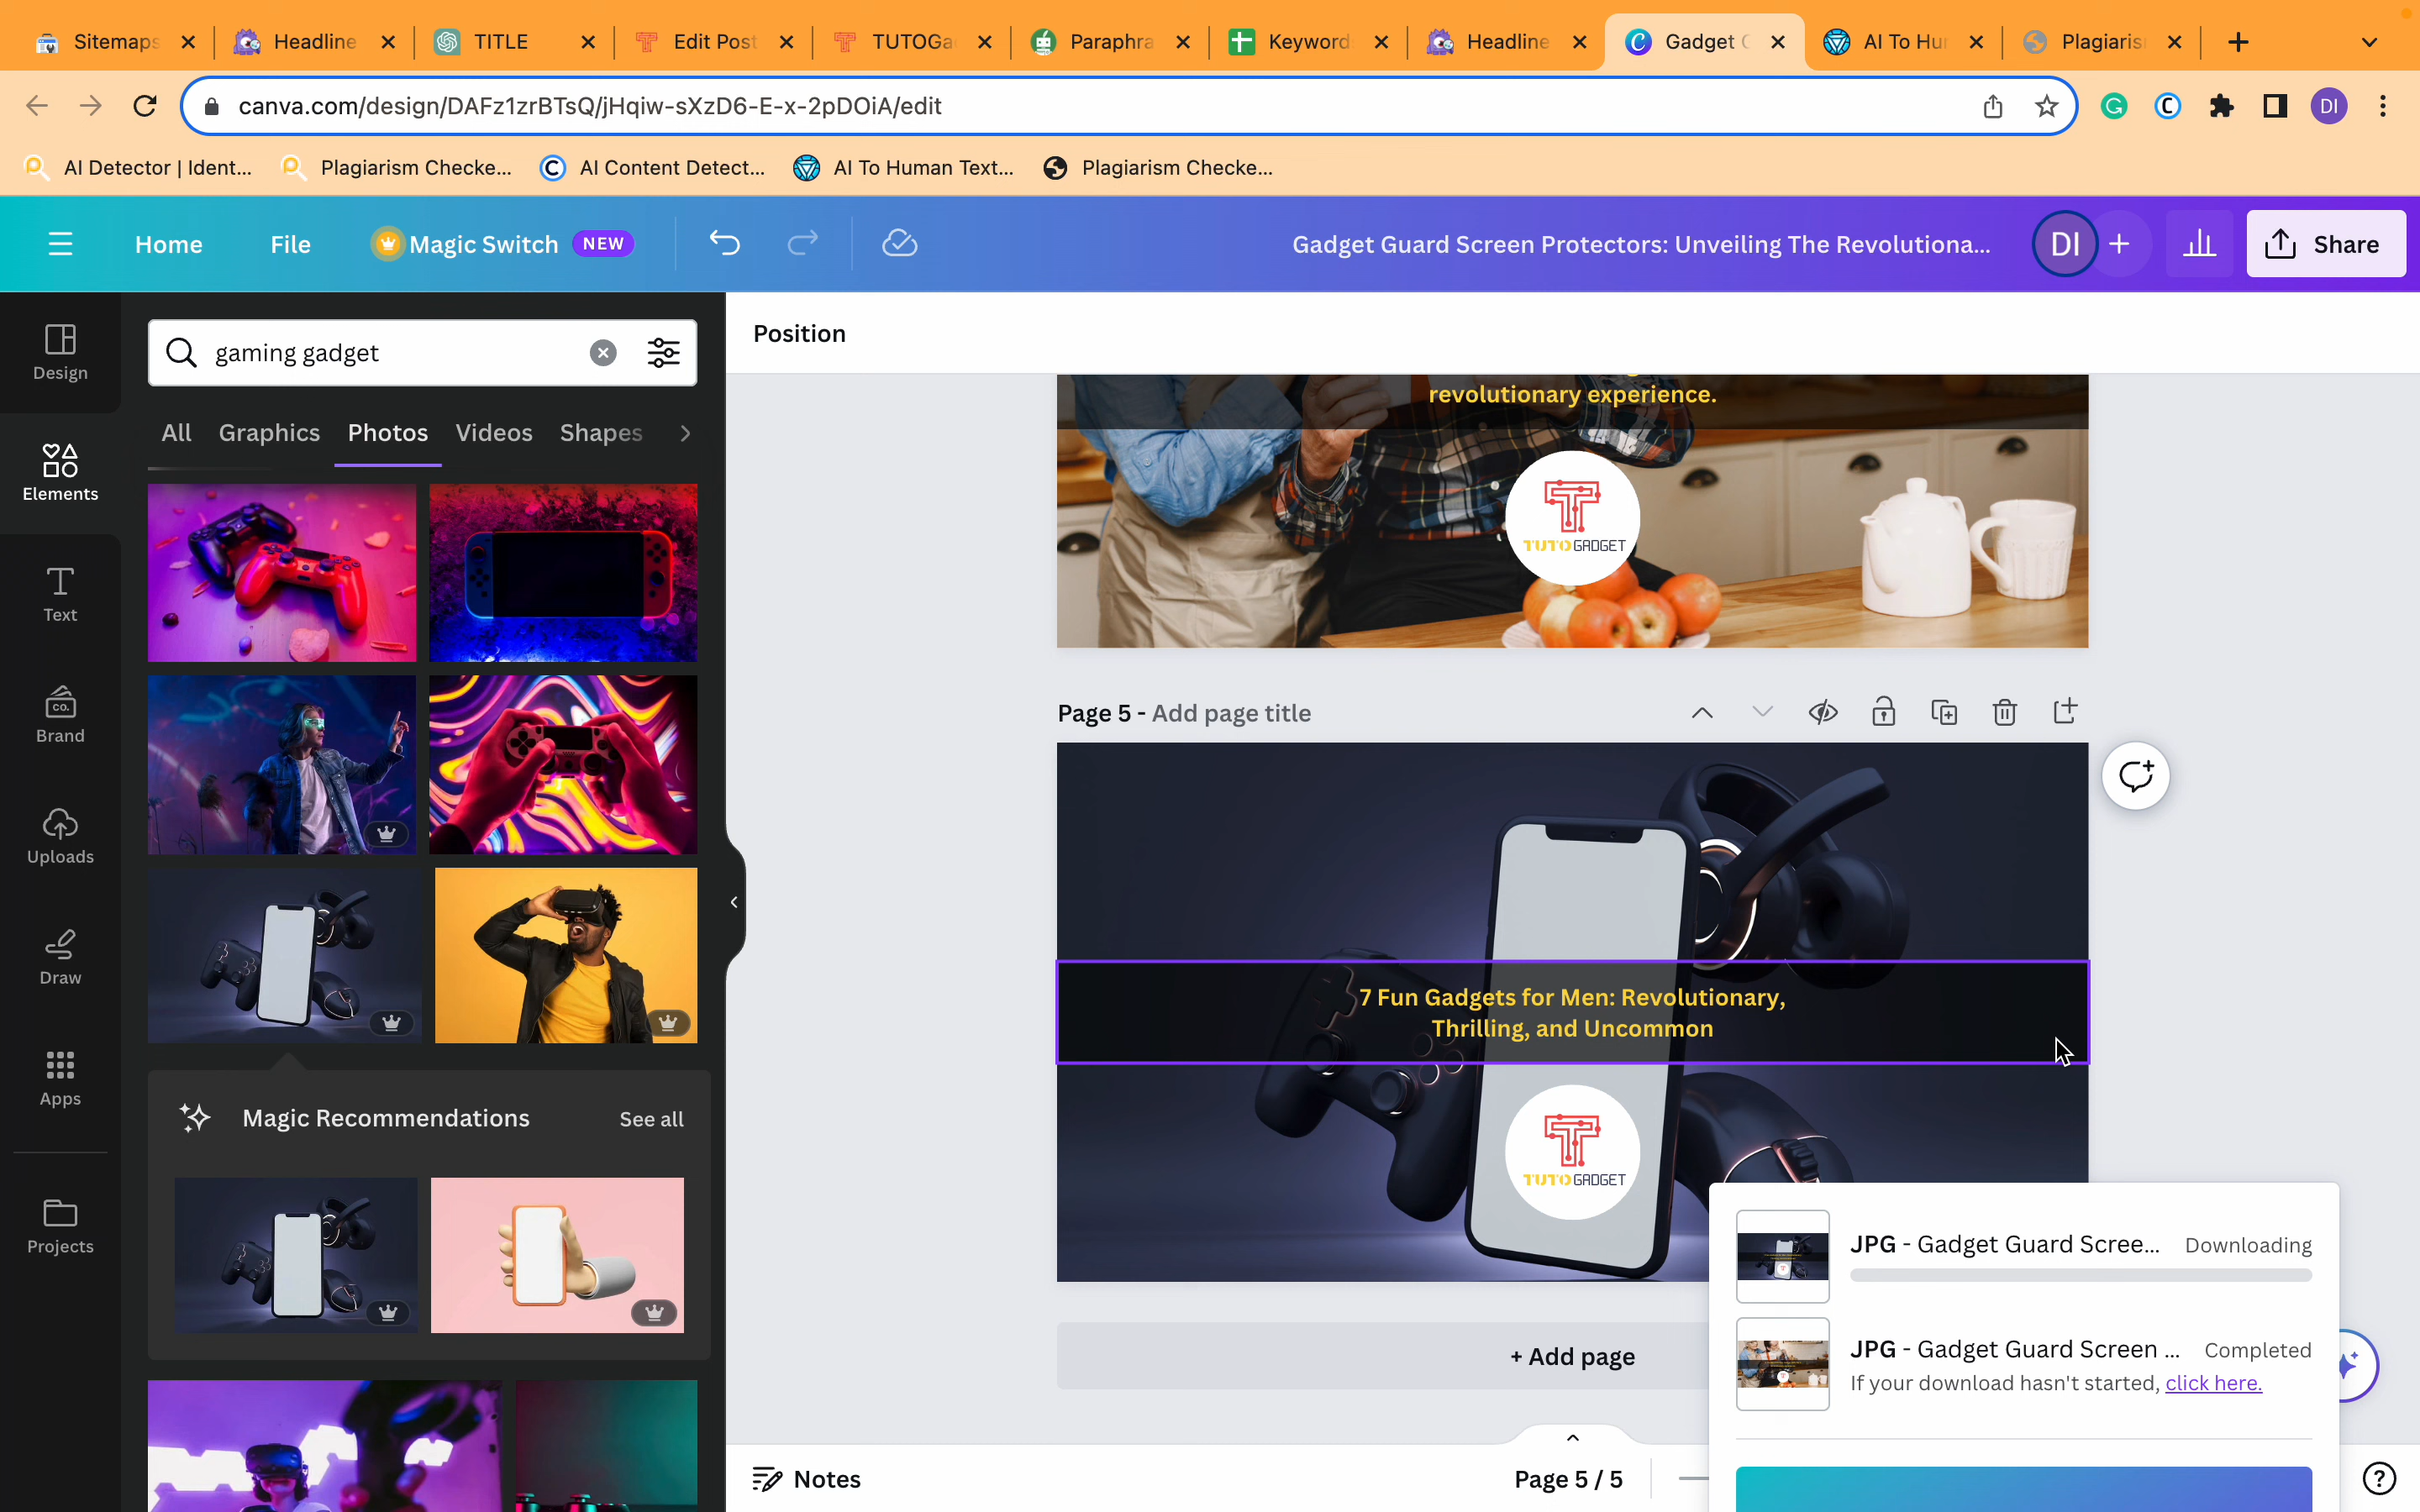 Sitemaps
Headline
TITLE
Edit Post
TUTOGa
Paraphra
Keyword
Headline
Gadget G
AI To Hu
Plagiaris
canva.com/design/DAFz1zrBTsQ/jHqiw-sXzD6-E-x-2pDOiA/edit
DI
AI Detector | Ident...
Plagiarism Checke...
AI Content Detect...
AI To Human Text...
Plagiarism Checke...
Home
File
Magic Switch
NEW
Gadget Guard Screen Protectors: Unveiling The Revolutiona...
DI
Share
Design
Elements
Text
Brand
CO.
Uploads
Draw
Apps
Projects
gaming gadget
All
Graphics
Photos
Videos
Shapes
Magic Recommendations
See all
Position
revolutionary experience.
TUTOGADGET
Page 5 - Add page title
7 Fun Gadgets for Men: Revolutionary,
Thrilling, and Uncommon
TUTOGADGET
JPG - Gadget Guard Scree...
Downloading
JPG - Gadget Guard Screen ...
Completed
If your download hasn't started, click here.
+ Add page
Notes
Page 5 / 5